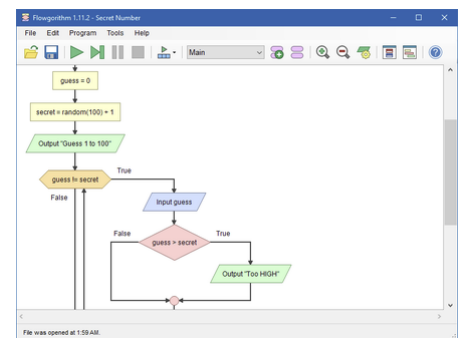 Flowgorithm 1.11.2 - Secret Number
File Edit Program Tools Help
Main
guess = 0
secret = random(100) + 1
Output "Guess 1 to 100"
guess != secret
True
False
Input guess
False
True
guess > secret
Output "Too HIGH"
File was opened at 1:59 AM.